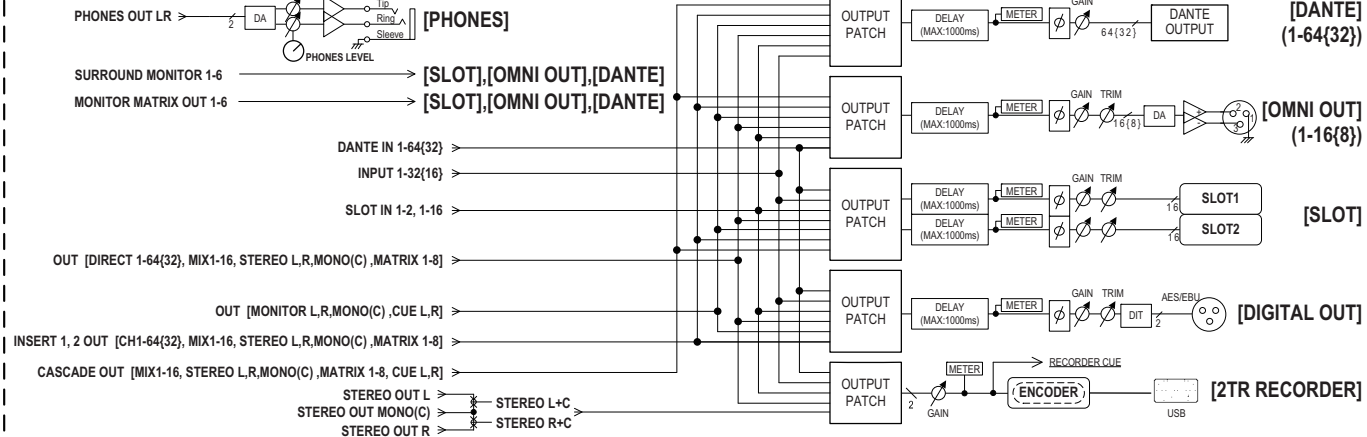 PHONES OUT LR
2
DA
Tip
Ring
Sleeve
PHONES LEVEL
[PHONES]
SURROUND MONITOR 1-6
[SLOT],[OMNI OUT],[DANTE]
MONITOR MATRIX OUT 1-6
[SLOT],[OMNI OUT],[DANTE]
DANTE IN 1-64{32}
INPUT 1-32{16}
SLOT IN 1-2, 1-16
OUT [DIRECT 1-64{32}, MIX1-16, STEREO L,R,MONO(C) ,MATRIX 1-8]
OUT [MONITOR L,R,MONO(C) ,CUE L,R]
INSERT 1, 2 OUT [CH1-64{32}, MIX1-16, STEREO L,R,MONO(C) ,MATRIX 1-8]
CASCADE OUT [MIX1-16, STEREO L,R,MONO(C) ,MATRIX 1-8, CUE L,R]
STEREO OUT L
STEREO OUT MONO(C)
STEREO OUT R
STEREO L+C
STEREO R+C
OUTPUT
PATCH
DELAY
(MAX:1000ms)
METER
ϕ
GAIN
64{32}
DANTE
OUTPUT
[DANTE]
(1-64{32})
OUTPUT
PATCH
DELAY
(MAX:1000ms)
METER
ϕ
GAIN TRIM
16{8}
DA
+
-
2
1
3
[OMNI OUT]
(1-16{8})
OUTPUT
PATCH
DELAY
(MAX:1000ms)
METER
ϕ
GAIN TRIM
16
SLOT1
DELAY
(MAX:1000ms)
METER
ϕ
16
SLOT2
[SLOT]
OUTPUT
PATCH
DELAY
(MAX:1000ms)
METER
ϕ
GAIN TRIM
DIT
2
AES/EBU
[DIGITAL OUT]
OUTPUT
PATCH
2
GAIN
METER
RECORDER CUE
ENCODER
USB
[2TR RECORDER]